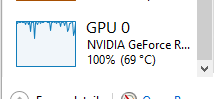 GPU 0
NVIDIA GeForce R...
100% (69 °C)